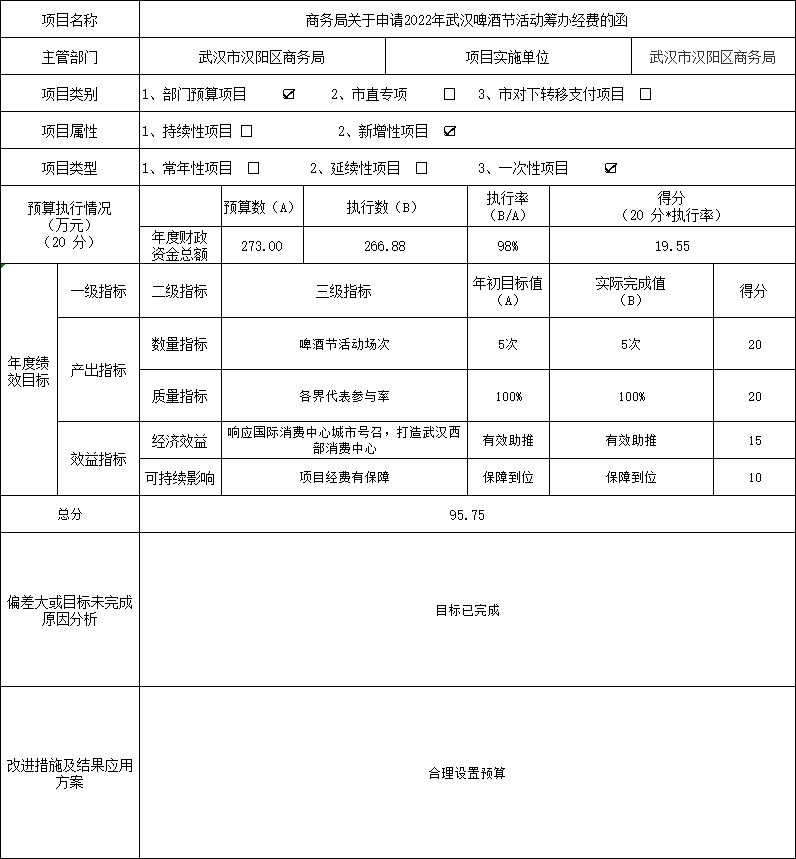 项目名称 商务局关于申请2022年武汉啤酒节活动筹办经费的函
主管部门 武汉市汉阳区商务局 项目实施单位 武汉市汉阳区商务局
项目类别 1、部门预算项目 ☑ 2、市直专项 □ 3、市对下转移支付项目 □
项目属性 1、持续性项目 □ 2、新增性项目 ☑
项目类型 1、常年性项目 □ 2、延续性项目 □ 3、一次性项目 ☑
预算执行情况
（万元）
（20 分）
预算数（A） 执行数（B） 执行率
（B/A） 得分
（20 分*执行率）
年度财政
资金总额 273.00 266.88 98% 19.55
年度绩
效目标
一级指标 二级指标 三级指标 年初目标值
（A） 实际完成值
（B） 得分
产出指标
数量指标 啤酒节活动场次 5次 5次 20
质量指标 各界代表参与率 100% 100% 20
效益指标
经济效益 响应国际消费中心城市号召，打造武汉西
部消费中心 有效助推 有效助推 15
可持续影响 项目经费有保障 保障到位 保障到位 10
总分 95.75
偏差大或目标未完成
原因分析 目标已完成
改进措施及结果应用
方案 合理设置预算